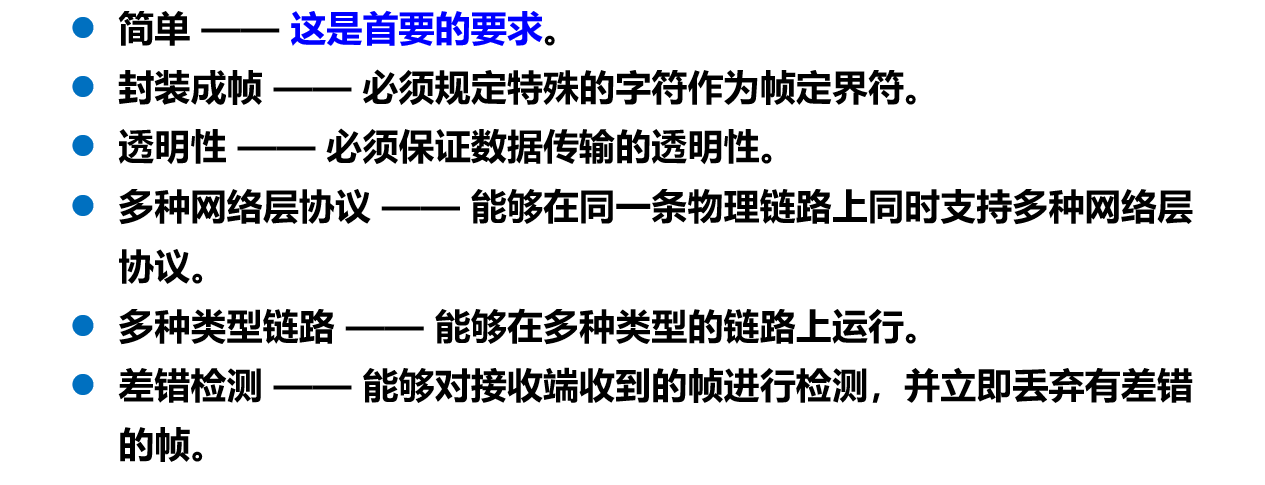 ● 简单 —— 这是首要的要求。
● 封装成帧 —— 必须规定特殊的字符作为帧定界符。
● 透明性 —— 必须保证数据传输的透明性。
● 多种网络层协议 —— 能够在同一条物理链路上同时支持多种网络层
协议。
● 多种类型链路 —— 能够在多种类型的链路上运行。
● 差错检测 —— 能够对接收端收到的帧进行检测，并立即丢弃有差错
的帧。